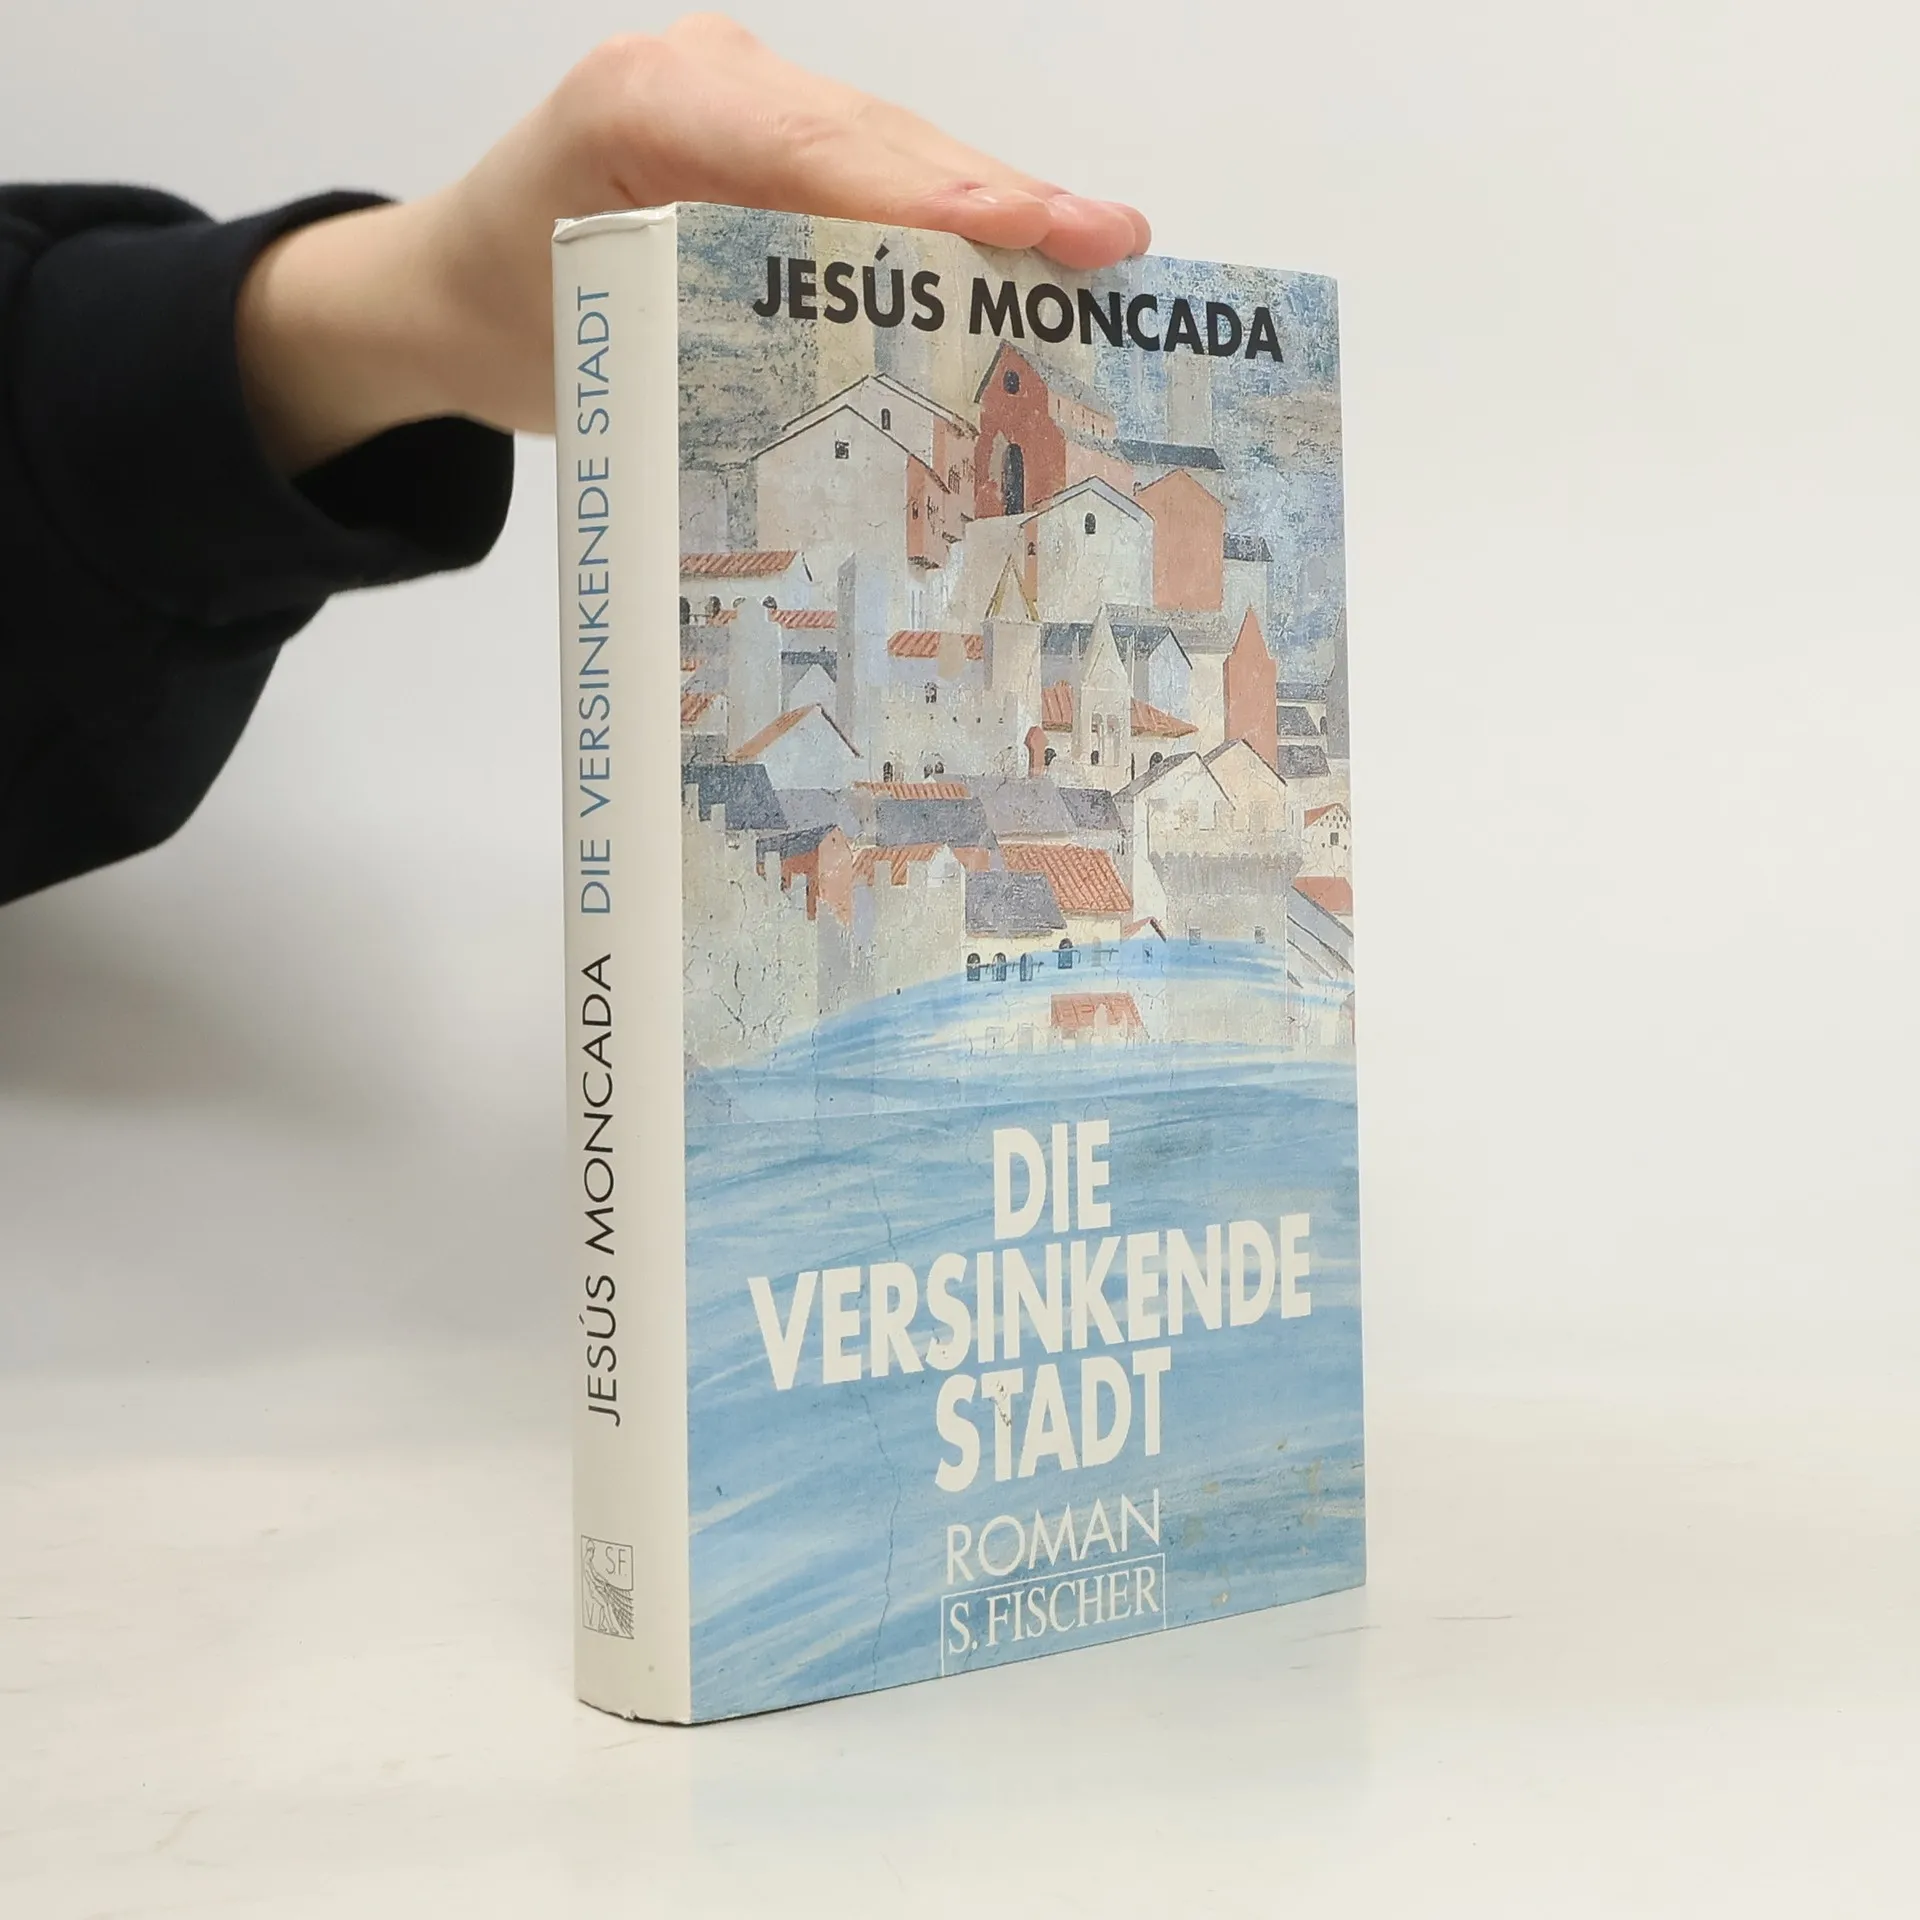 JESÚS MONCADA
DIE
VERSINKENDE
STADT
ROMAN
S. FISCHER
JESÚS MONCADA DIE VERSINKENDE STADT
S.F.
V